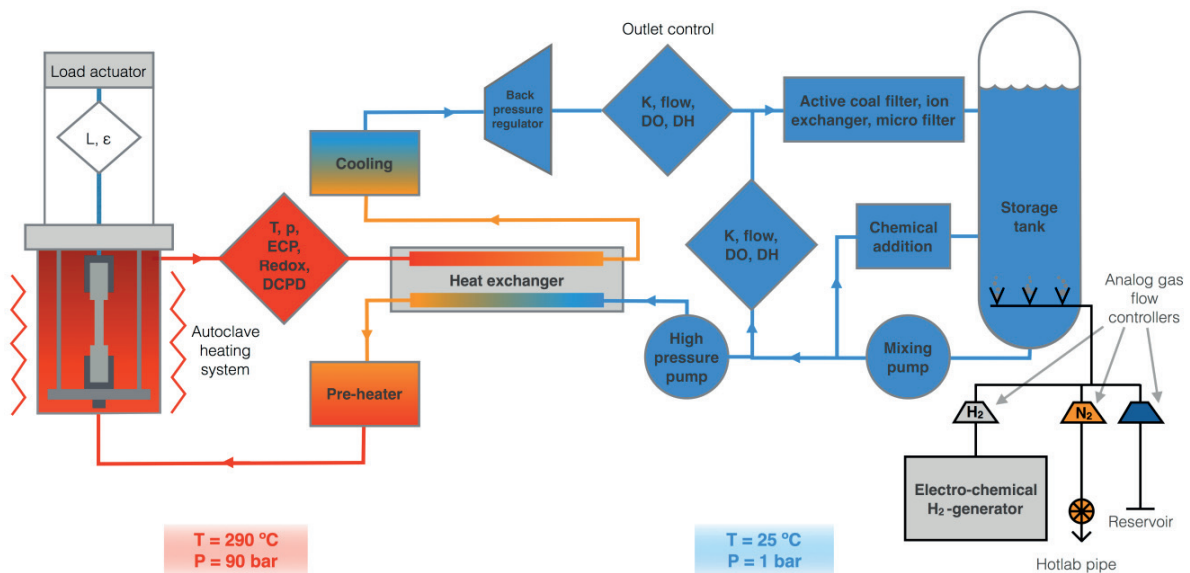 Outlet control
Load actuator
L, ε
Back
pressure
regulator
K, flow,
DO, DH
Active coal filter, ion
exchanger, micro filter
Cooling
T, p,
ECP,
Redox,
DCPD
Heat exchanger
K, flow,
DO, DH
Chemical
addition
Storage
tank
Analog gas
flow
controllers
Autoclave
heating
system
Pre-heater
High
pressure
pump
Mixing
pump
H₂
N₂
Electro-chemical
H₂-generator
Reservoir
Hotlab pipe
T = 290 ºC
P = 90 bar
T = 25 ºC
P = 1 bar